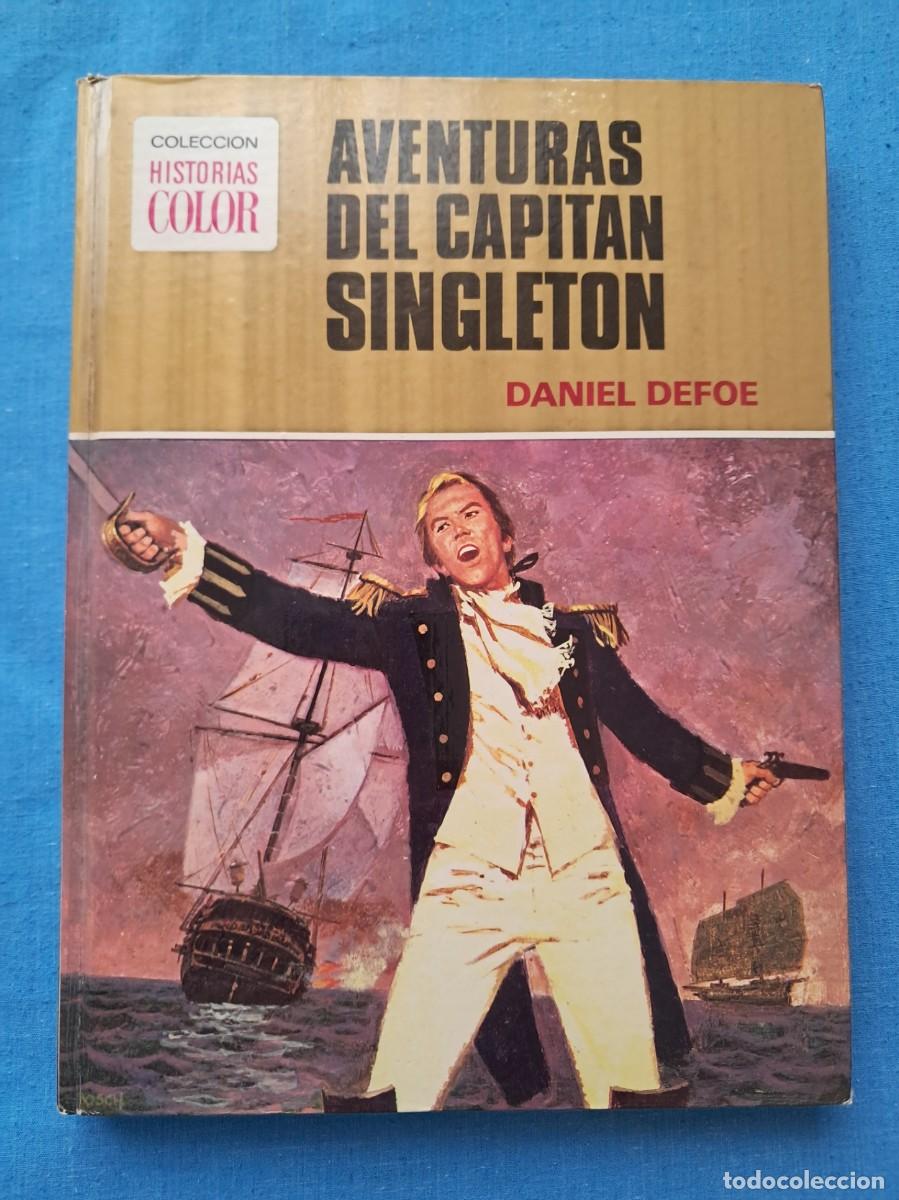 COLECCION
HISTORIAS
COLOR
AVENTURAS
DEL CAPITAN
SINGLETON
DANIEL DEFOE
todocoleccion